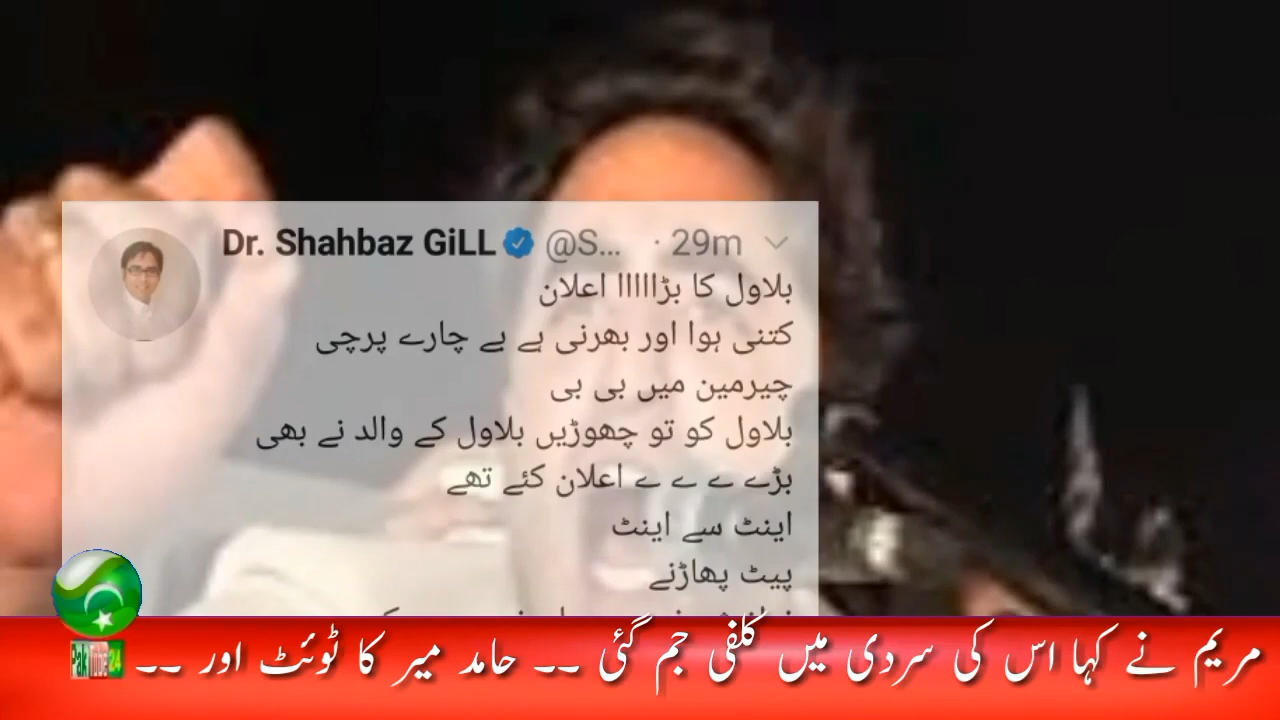 Dr. Shahbaz GiLL @S... · 29m
بلاول کا بڑااااا اعلان
کتنی ہوا اور بھرنی ہے بے چارے پرچی
چیرمین میں بی بی
بلاول کو تو چھوڑیں بلاول کے والد نے بھی
بڑے ے ے ے اعلان کئے تھے
اینٹ سے اینٹ
پیٹ پھاڑنے
مریم نے کہا اس کی سردی میں کلفی جم گئی -- حامد میر کا ٹوئٹ اور --
PakTube24